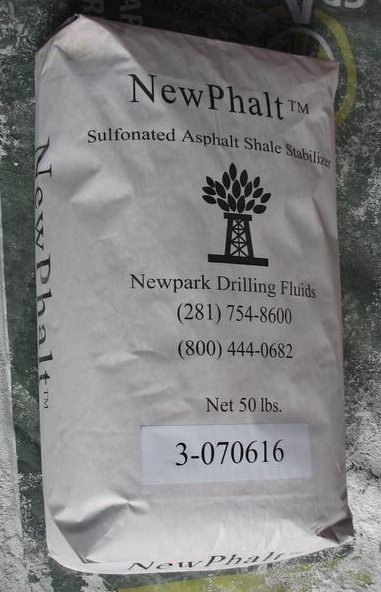 NewPhalt™
Sulfonated Asphalt Shale Stabilizer
Newpark Drilling Fluids
(281) 754-8600
(800) 444-0682
Net 50 lbs.
3-070616
NewPhalt™
NewPhalt™